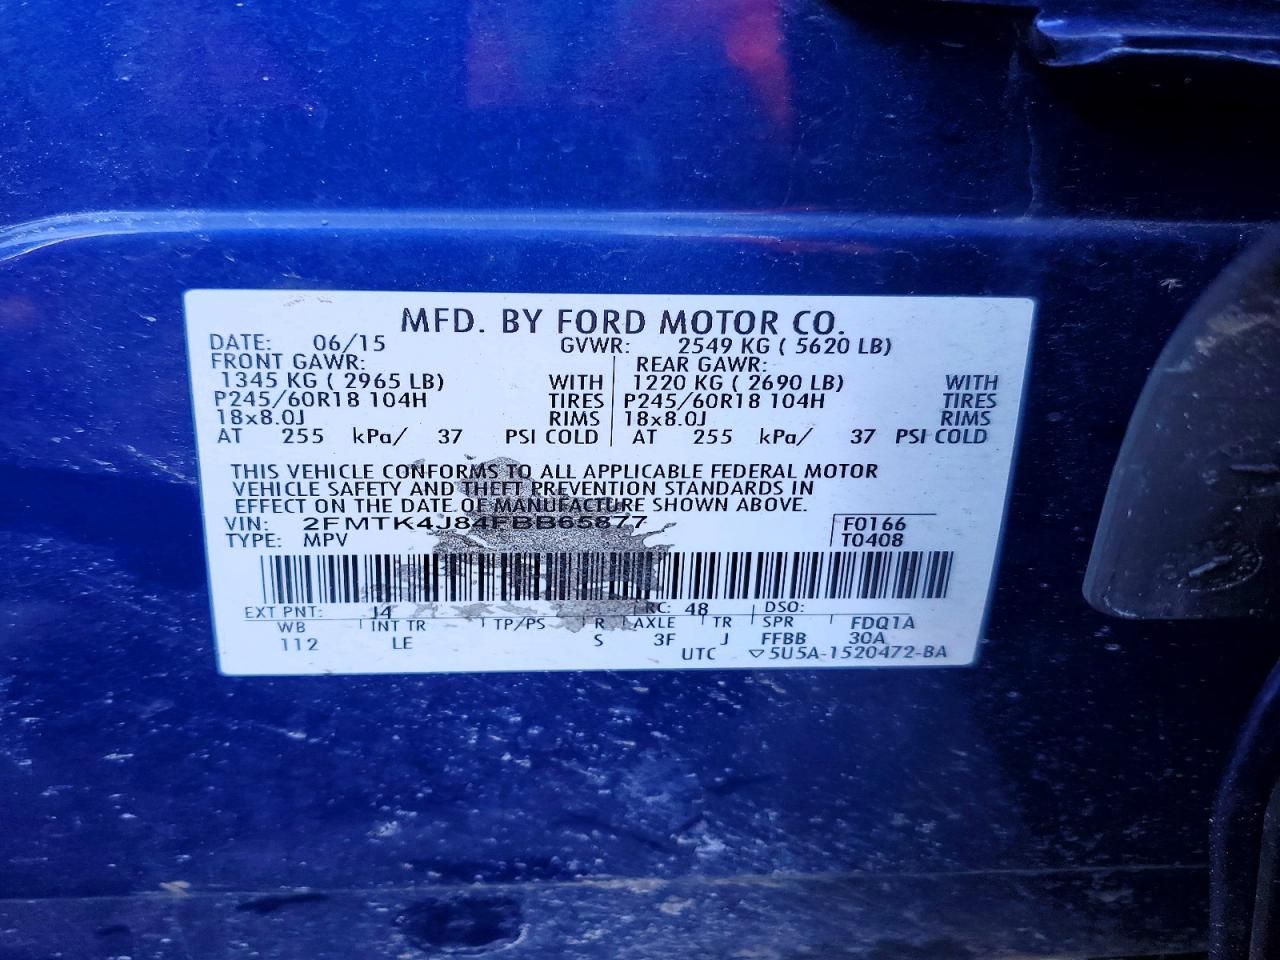 MFD. BY FORD MOTOR CO.
DATE: 06/15 GVWR: 2549 KG ( 5620 LB)
FRONT GAWR: REAR GAWR:
1345 KG ( 2965 LB) WITH 1220 KG ( 2690 LB) WITH
P245/60R18 104H TIRES P245/60R18 104H TIRES
18x8.0J RIMS 18x8.0J RIMS
AT 255 kPa/ 37 PSI COLD AT 255 kPa/ 37 PSI COLD
THIS VEHICLE CONFORMS TO ALL APPLICABLE FEDERAL MOTOR
VEHICLE SAFETY AND THEFT PREVENTION STANDARDS IN
EFFECT ON THE DATE OF MANUFACTURE SHOWN ABOVE.
VIN: 2FMTK4J84FBB65877 F0166
TYPE: MPV T0408
EXT PNT: J4 RC: 48 DSO:
WB INT TR TP/PS R AXLE TR SPR FDQ1A
112 LE S 3F J FFBB 30A
UTC ▽5U5A-1520472-BA